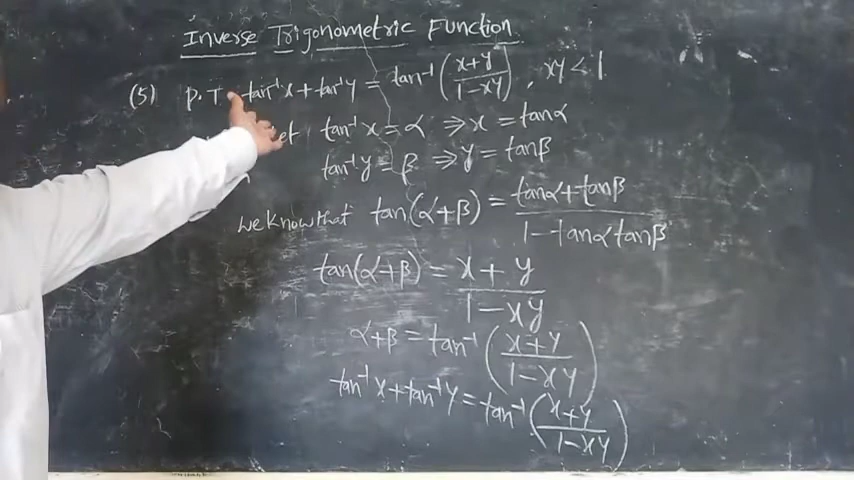 Inverse Trigonometric Function
(5) P.T tan⁻¹x + tan⁻¹y = tan⁻¹(x+y/1-xy), xy < 1
et tan⁻¹x = α ⇒ x = tanα
tan⁻¹y = β ⇒ y = tanβ
we know that tan(α+β) = tanα+tanβ/1-tanα tanβ
tan(α+β) = x+y/1-xy
α+β = tan⁻¹(x+y/1-xy)
tan⁻¹x + tan⁻¹y = tan⁻¹(x+y/1-xy)